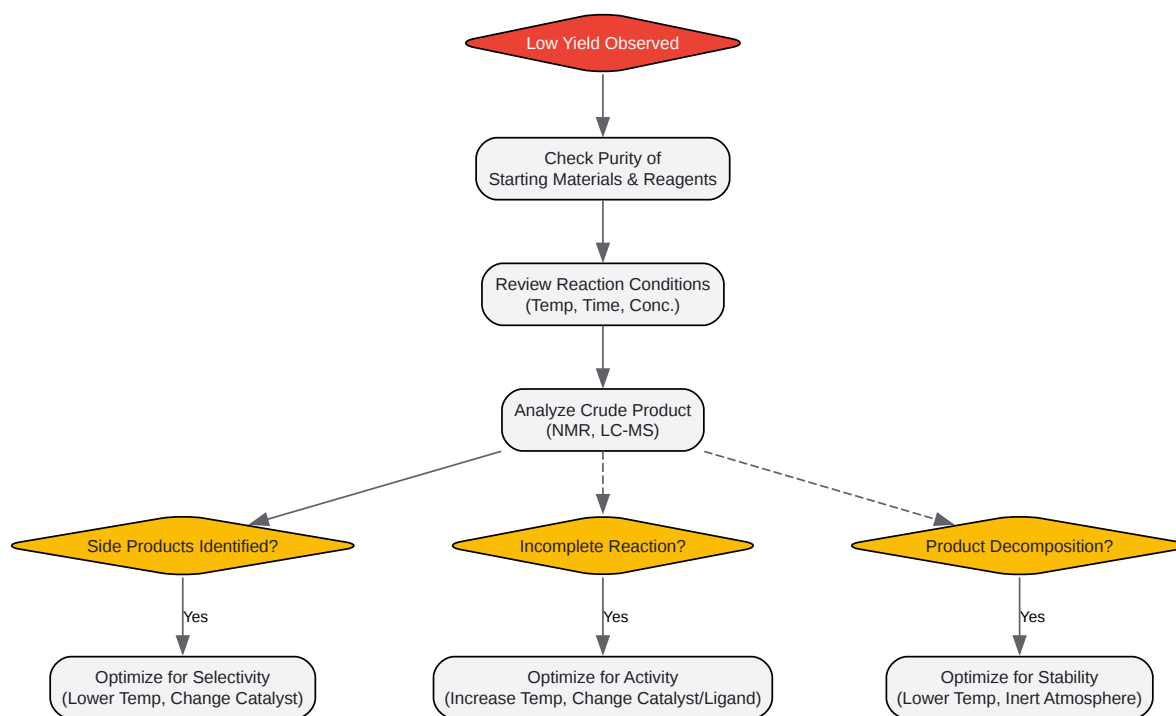 Low Yield Observed
Check Purity of
Starting Materials & Reagents
Review Reaction Conditions
(Temp, Time, Conc.)
Analyze Crude Product
(NMR, LC-MS)
Side Products Identified?
Incomplete Reaction?
Product Decomposition?
Yes
Yes
Yes
Optimize for Selectivity
(Lower Temp, Change Catalyst)
Optimize for Activity
(Increase Temp, Change Catalyst/Ligand)
Optimize for Stability
(Lower Temp, Inert Atmosphere)